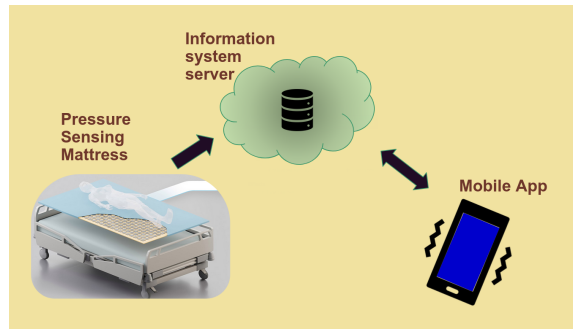 Information
system
server
Pressure
Sensing
Mattress
Mobile App